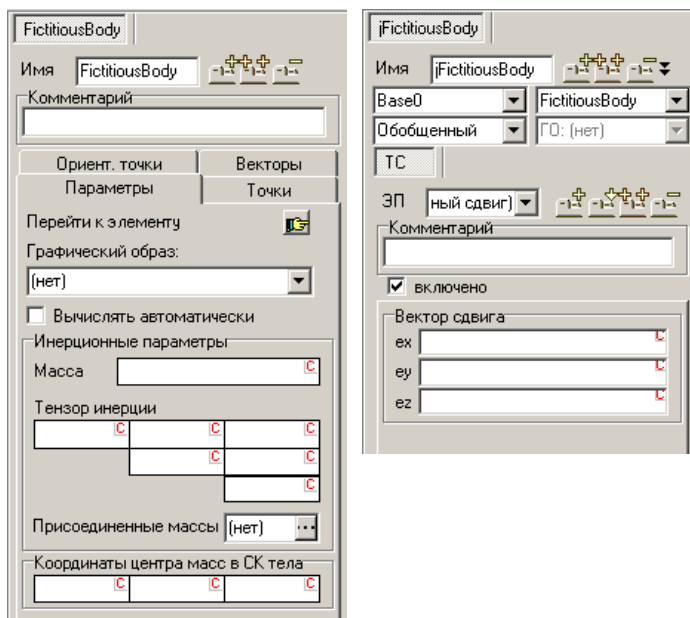 FictitiousBody
Имя FictitiousBody
Комментарий
Ориент. точки Векторы
Параметры Точки
Перейти к элементу
Графический образ:
(нет)
Вычислять автоматически
Инерционные параметры
Масса C
Тензор инерции
C C C
C C
C
Присоединенные массы (нет) ...
Координаты центра масс в СК тела
C C C
jFictitiousBody
Имя jFictitiousBody
Base0 FictitiousBody
Обобщенный ГО: (нет)
ТС
ЭП ный сдвиг)
Комментарий
включено
Вектор сдвига
ex C
ey C
ez C